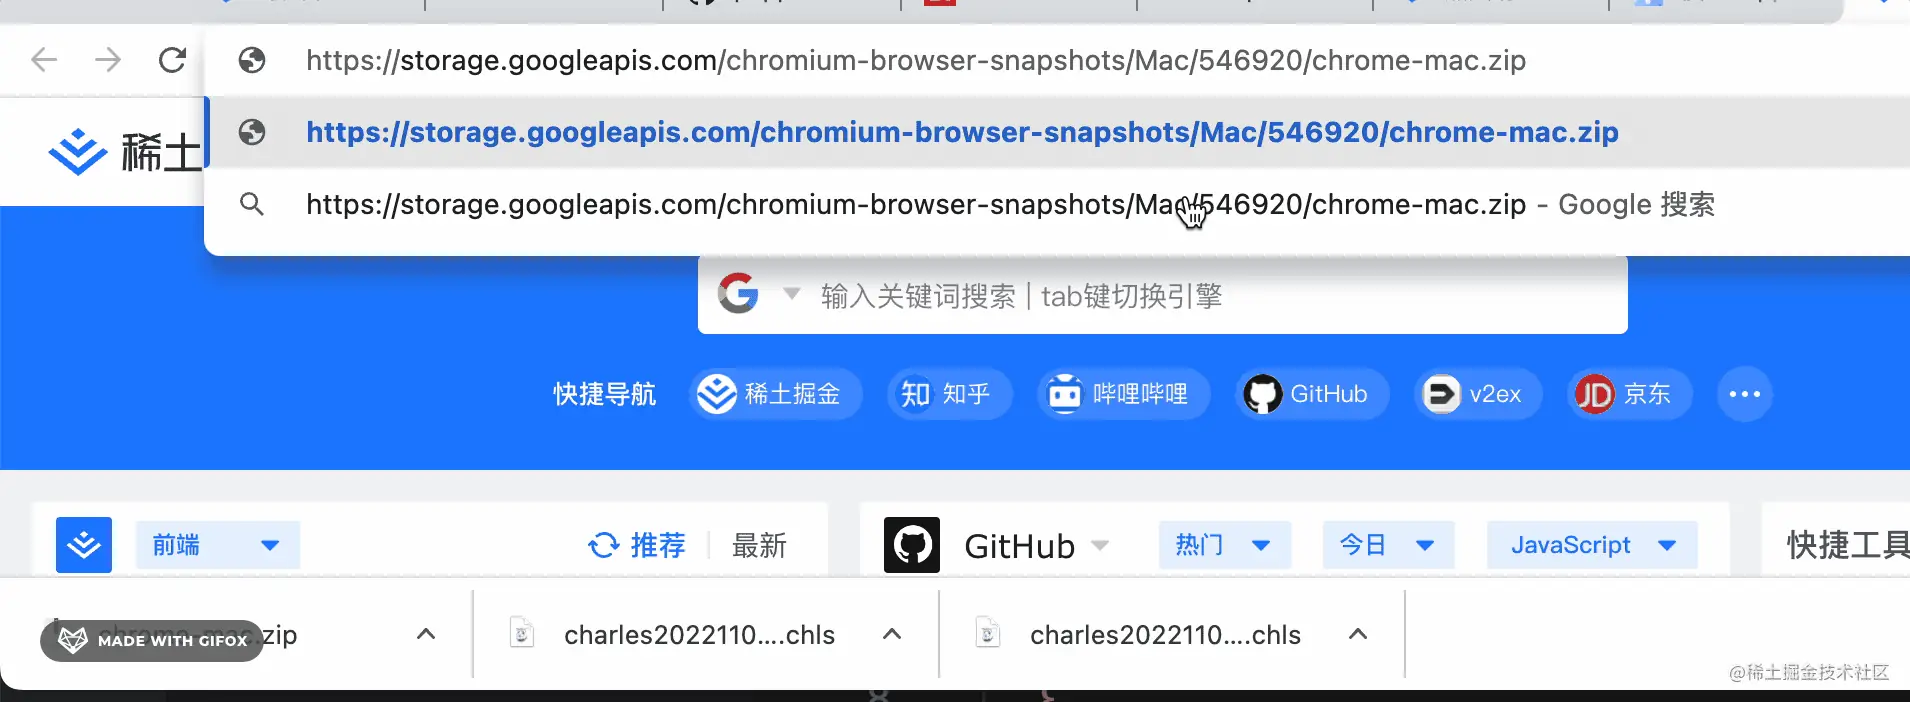 https://storage.googleapis.com/chromium-browser-snapshots/Mac/546920/chrome-mac.zip
https://storage.googleapis.com/chromium-browser-snapshots/Mac/546920/chrome-mac.zip
稀土
https://storage.googleapis.com/chromium-browser-snapshots/Mac/546920/chrome-mac.zip - Google 搜索
输入关键词搜索 | tab键切换引擎
快捷导航 稀土掘金 知 知乎 哔哩哔哩 GitHub v2ex JD 京东 •••
前端 推荐 最新 GitHub 热门 今日 JavaScript 快捷工具
chrome-mac.zip charles2022110....chls charles2022110....chls
MADE WITH GIFOX
@稀土掘金技术社区